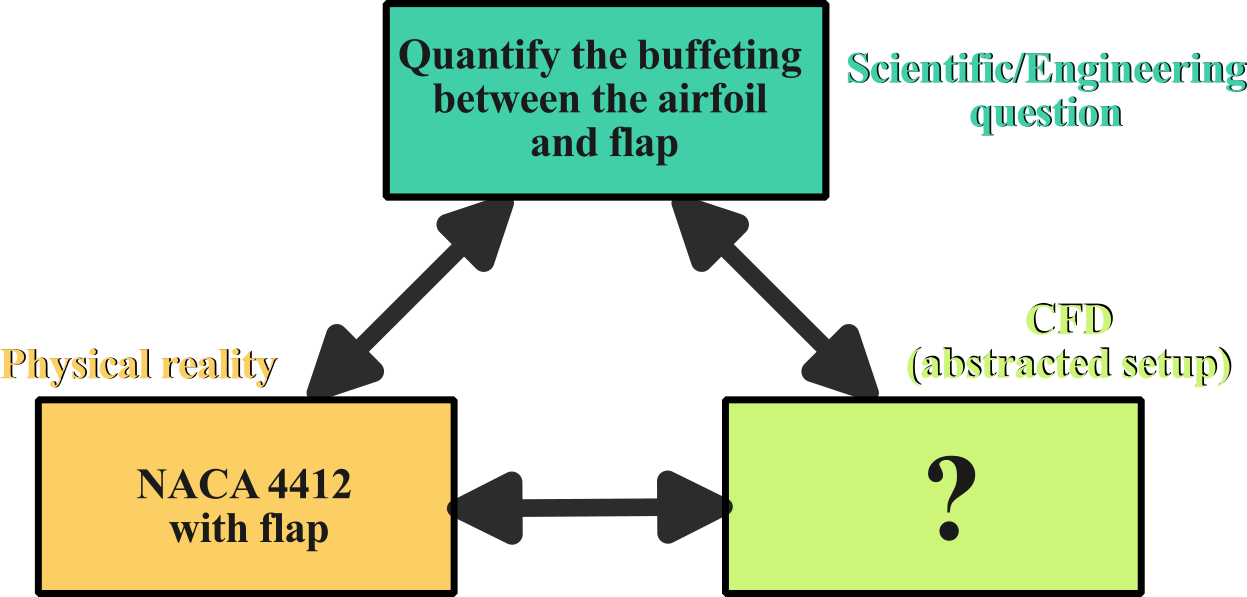 Quantify the buffeting
between the airfoil
and flap
Scientific/Engineering
question
Physical reality
CFD
(abstracted setup)
NACA 4412
with flap
?